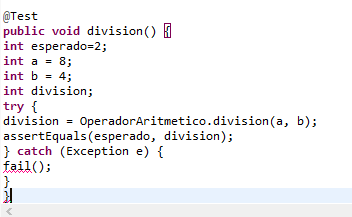 @Test
public void division() {
int esperado=2;
int a = 8;
int b = 4;
int division;
try {
division = OperadorAritmetico.division(a, b);
assertEquals(esperado, division);
} catch (Exception e) {
fail();
}
}